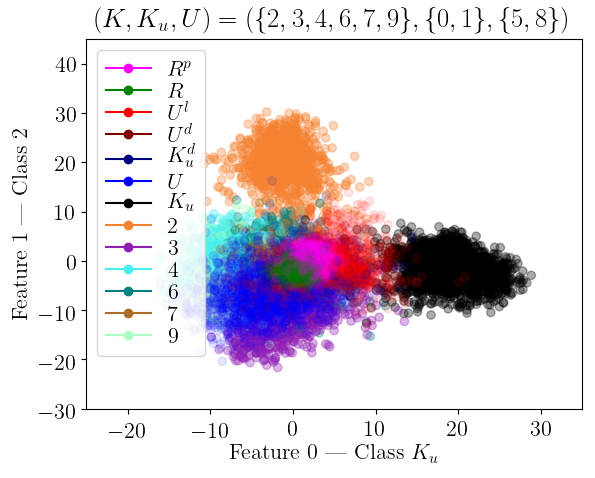 (K, K_u, U) = ({2, 3, 4, 6, 7, 9}, {0, 1}, {5, 8})
Feature 1 — Class 2
40
30
20
10
0
−10
−20
−30
R^p
R
U^l
U^d
K_u^d
U
K_u
2
3
4
6
7
9
−20 −10 0 10 20 30
Feature 0 — Class K_u